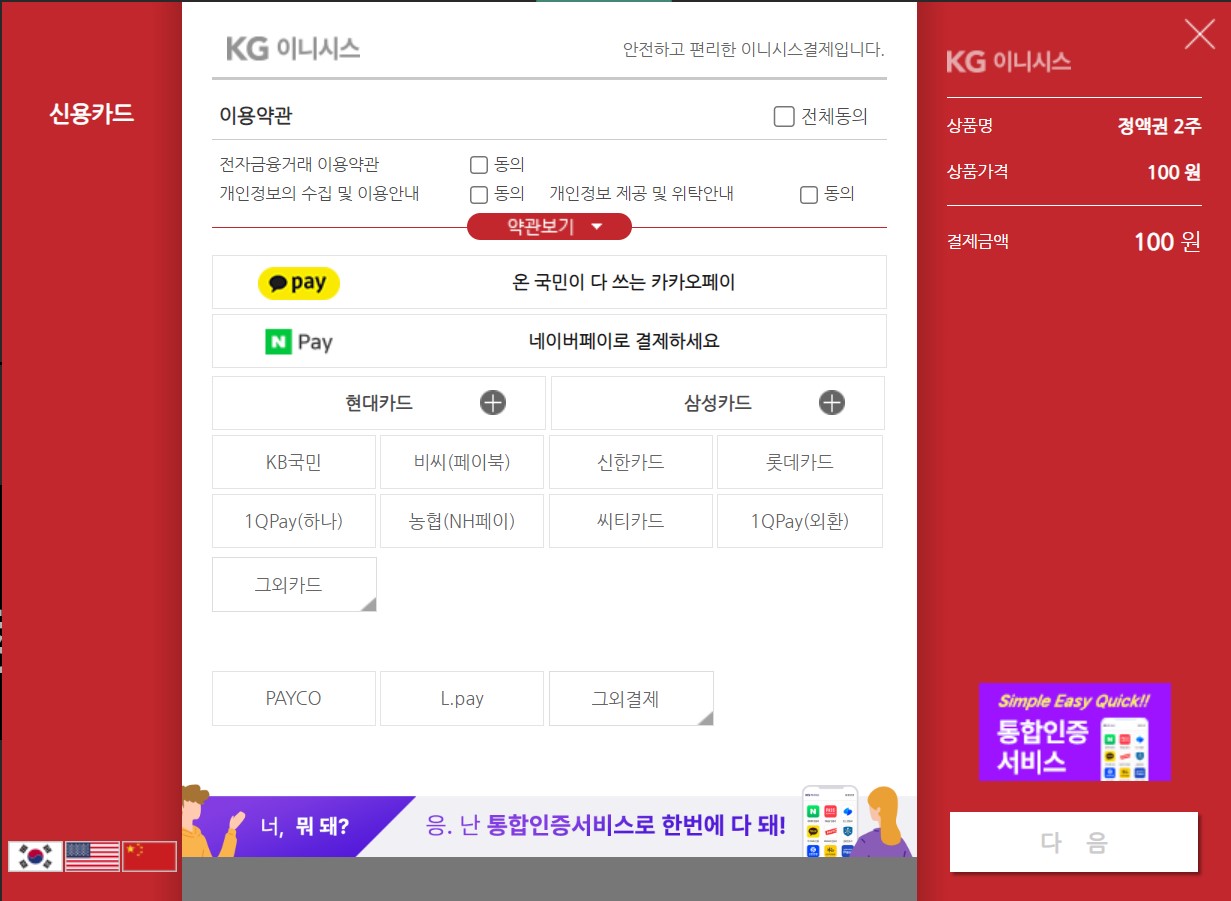 신용카드
KG 이니시스
안전하고 편리한 이니시스결제입니다.
이용약관
전체동의
전자금융거래 이용약관 동의
개인정보의 수집 및 이용안내 동의 개인정보 제공 및 위탁안내 동의
약관보기
pay 온 국민이 다 쓰는 카카오페이
N Pay 네이버페이로 결제하세요
현대카드 삼성카드
KB국민 비씨(페이북) 신한카드 롯데카드
1QPay(하나) 농협(NH페이) 씨티카드 1QPay(외환)
그외카드
PAYCO L.pay 그외결제
너, 뭐 돼? 응. 난 통합인증서비스로 한번에 다 돼!
KG 이니시스
상품명 정액권 2주
상품가격 100 원
결제금액 100 원
Simple Easy Quick!!
통합인증
서비스
다 음